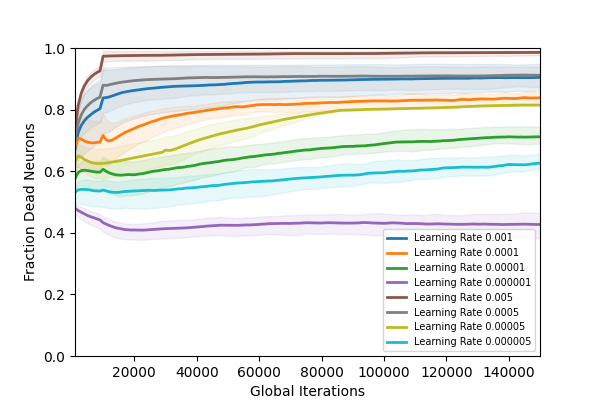 1.0
0.8
0.6
0.4
0.2
0.0
Fraction Dead Neurons
20000 40000 60000 80000 100000 120000 140000
Global Iterations
Learning Rate 0.001
Learning Rate 0.0001
Learning Rate 0.00001
Learning Rate 0.000001
Learning Rate 0.005
Learning Rate 0.0005
Learning Rate 0.00005
Learning Rate 0.000005